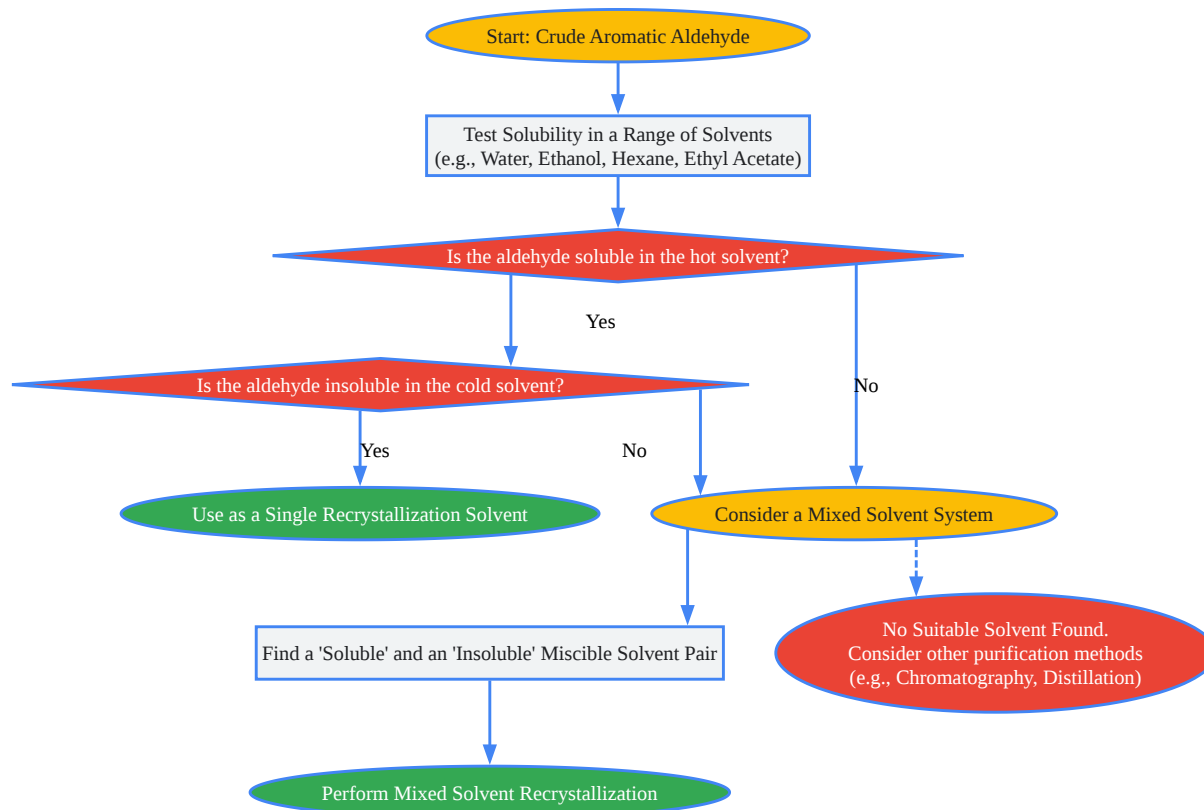 Start: Crude Aromatic Aldehyde
Test Solubility in a Range of Solvents
(e.g., Water, Ethanol, Hexane, Ethyl Acetate)
Is the aldehyde soluble in the hot solvent?
Yes
Is the aldehyde insoluble in the cold solvent?
No
Yes
No
Use as a Single Recrystallization Solvent
Consider a Mixed Solvent System
No Suitable Solvent Found.
Consider other purification methods
(e.g., Chromatography, Distillation)
Find a 'Soluble' and an 'Insoluble' Miscible Solvent Pair
Perform Mixed Solvent Recrystallization